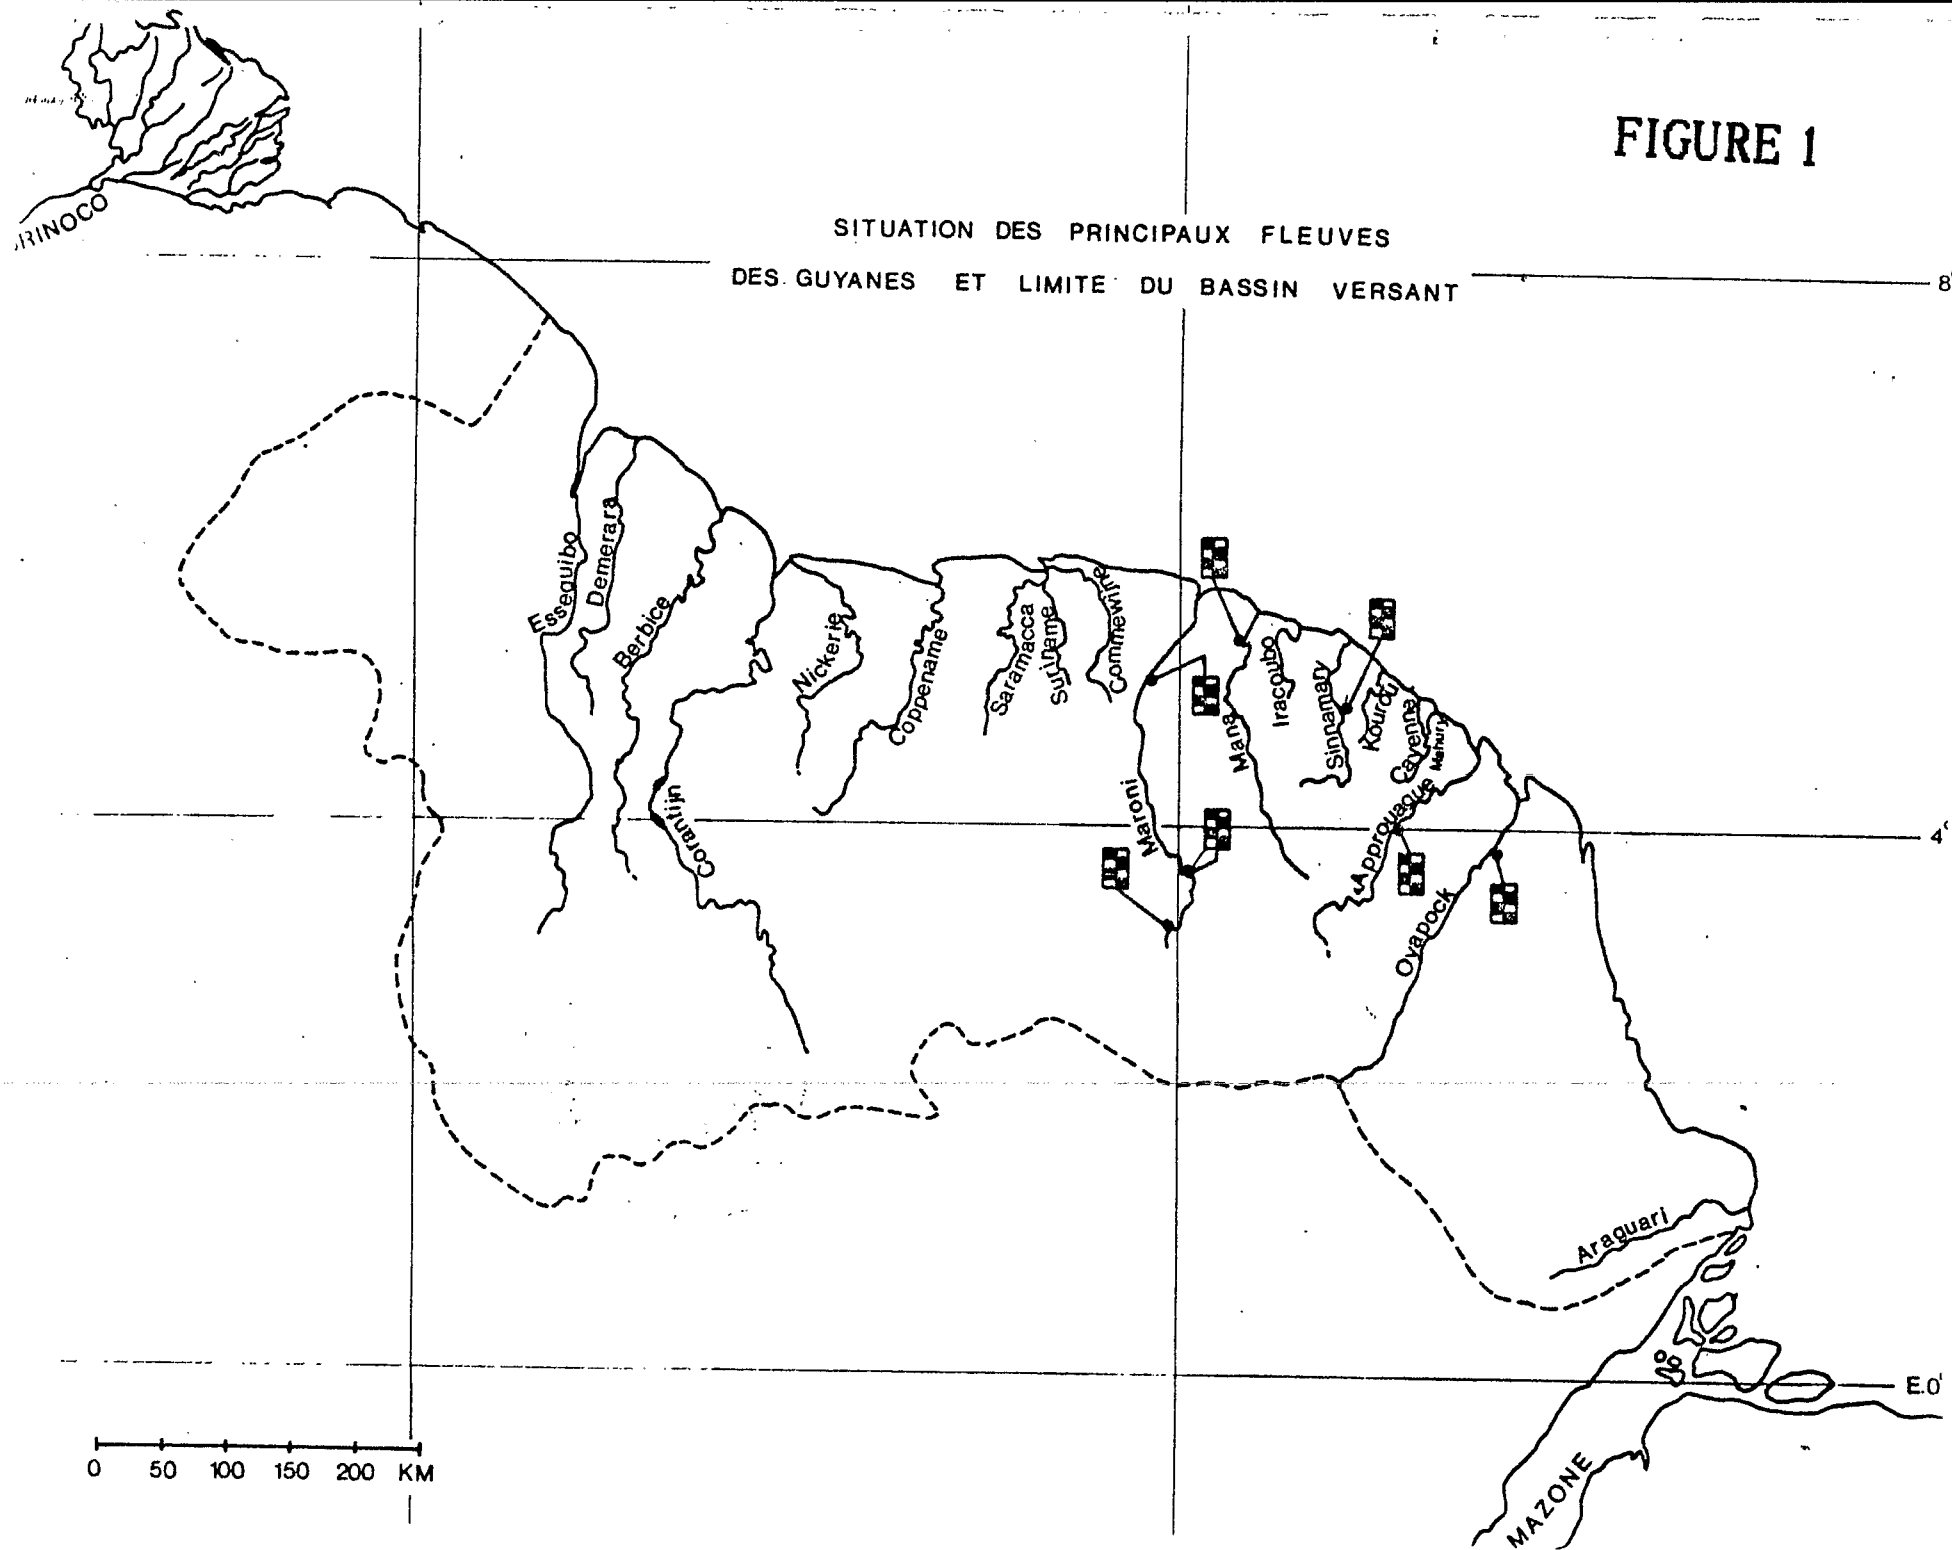 FIGURE 1
SITUATION DES PRINCIPAUX FLEUVES
DES GUYANES ET LIMITE DU BASSIN VERSANT
RINOCO
8°
Essequibo
Demerara
Berbice
Corantijn
Nickerie
Coppename
Saramacca
Suriname
Commewijne
Maroni
Mana
Iracoubo
Sinnamary
Kourou
Cayenne
Mahury
Approuague
Oyapock
4°
Araguari
E.0°
MAZONE
0 50 100 150 200 KM